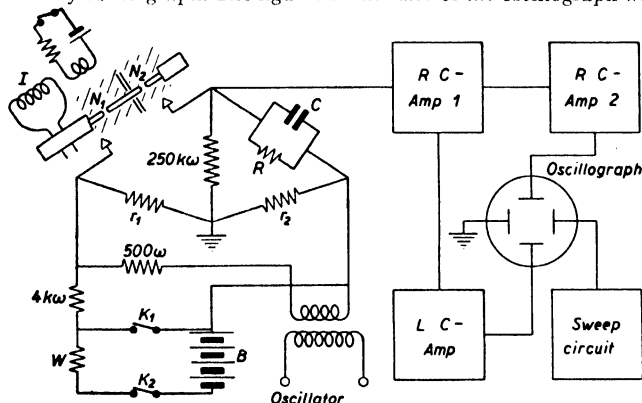 I
N₁
N₂
250kω
C
R
r₁
r₂
500ω
4kω
W
K₁
K₂
B
Oscillator
R C-
Amp 1
R C-
Amp 2
Oscillograph
L C-
Amp
Sweep
circuit